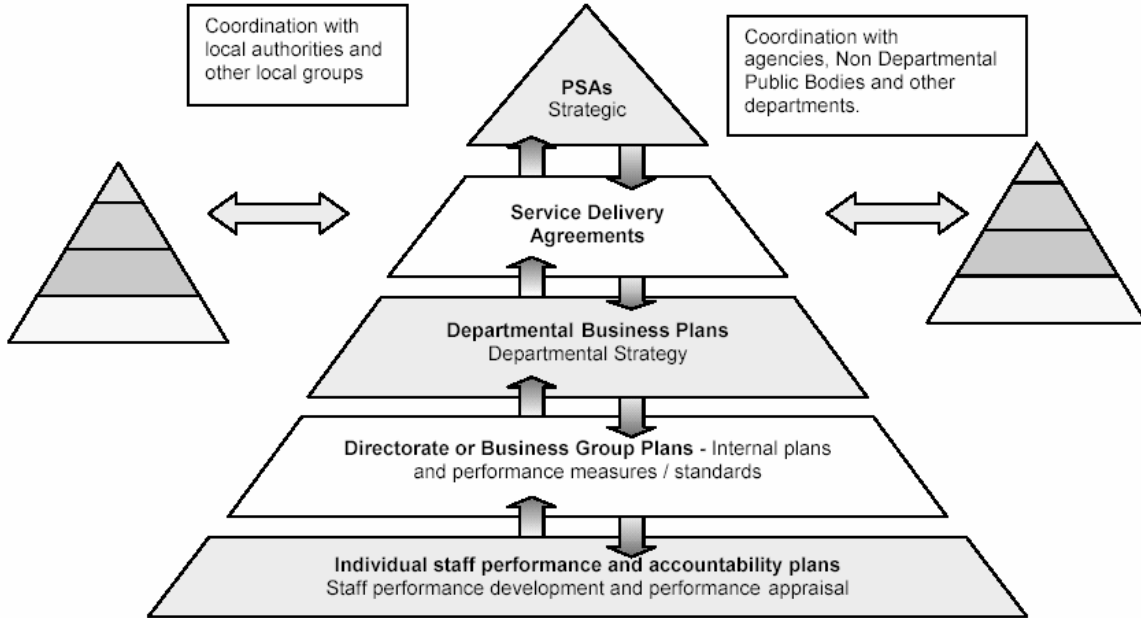 Coordination with
local authorities and
other local groups
Coordination with
agencies, Non Departmental
Public Bodies and other
departments.
PSAs
Strategic
Service Delivery
Agreements
Departmental Business Plans
Departmental Strategy
Directorate or Business Group Plans - Internal plans
and performance measures / standards
Individual staff performance and accountability plans
Staff performance development and performance appraisal